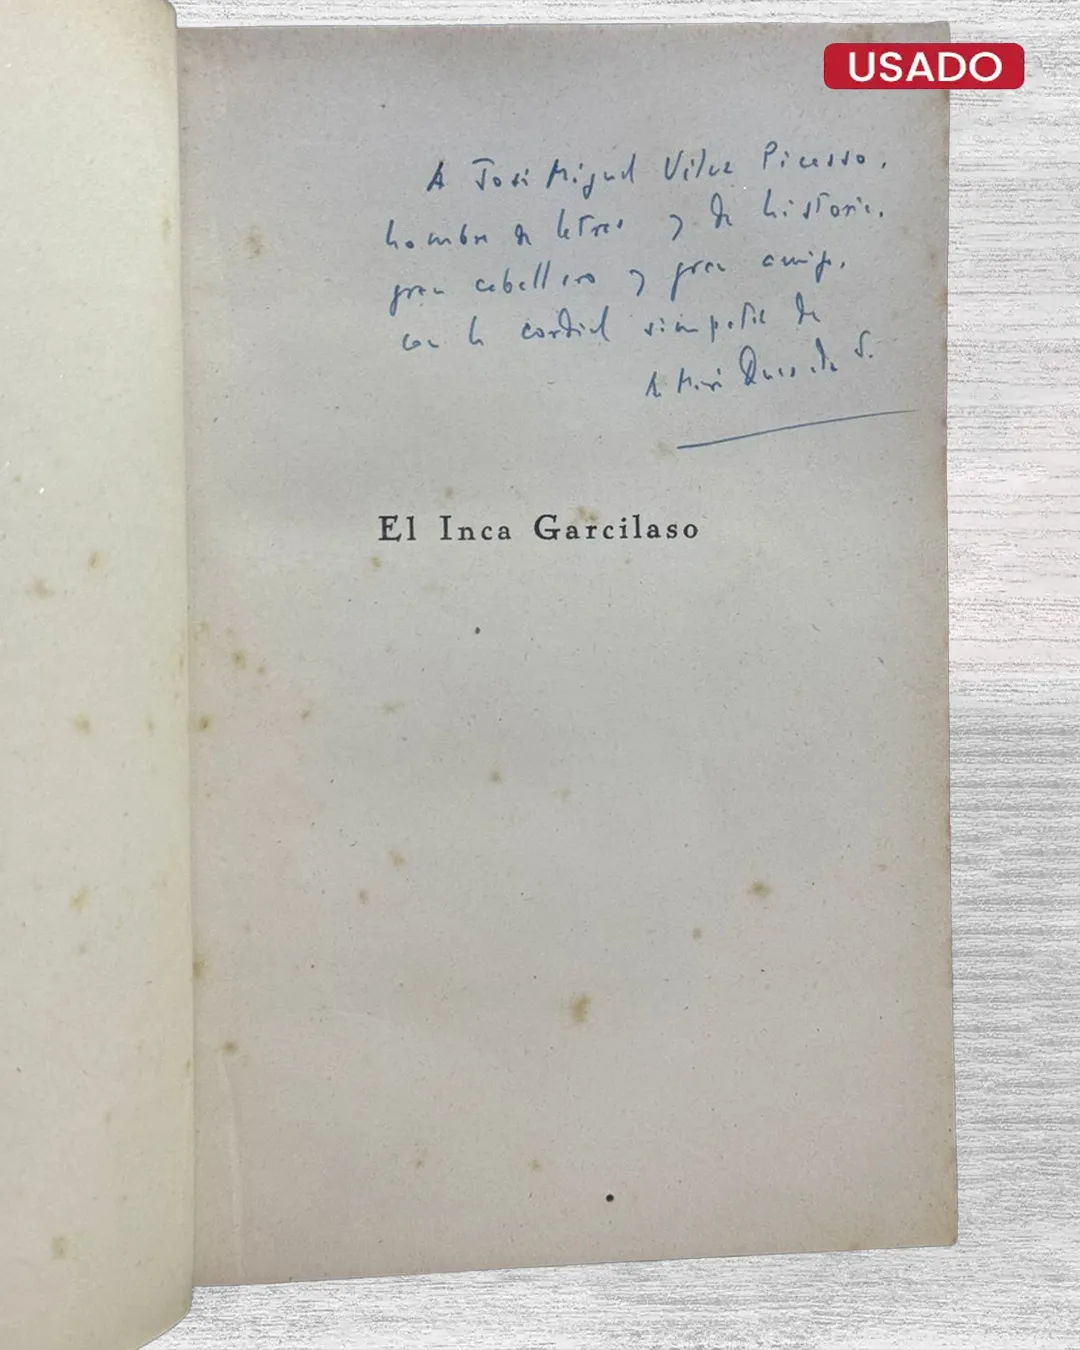 USADO
A José Miguel Vélez Picasso,
hombre de letras y de historia,
gran caballero y gran amigo,
con la cordial simpatía de
Quesada S.
El Inca Garcilaso